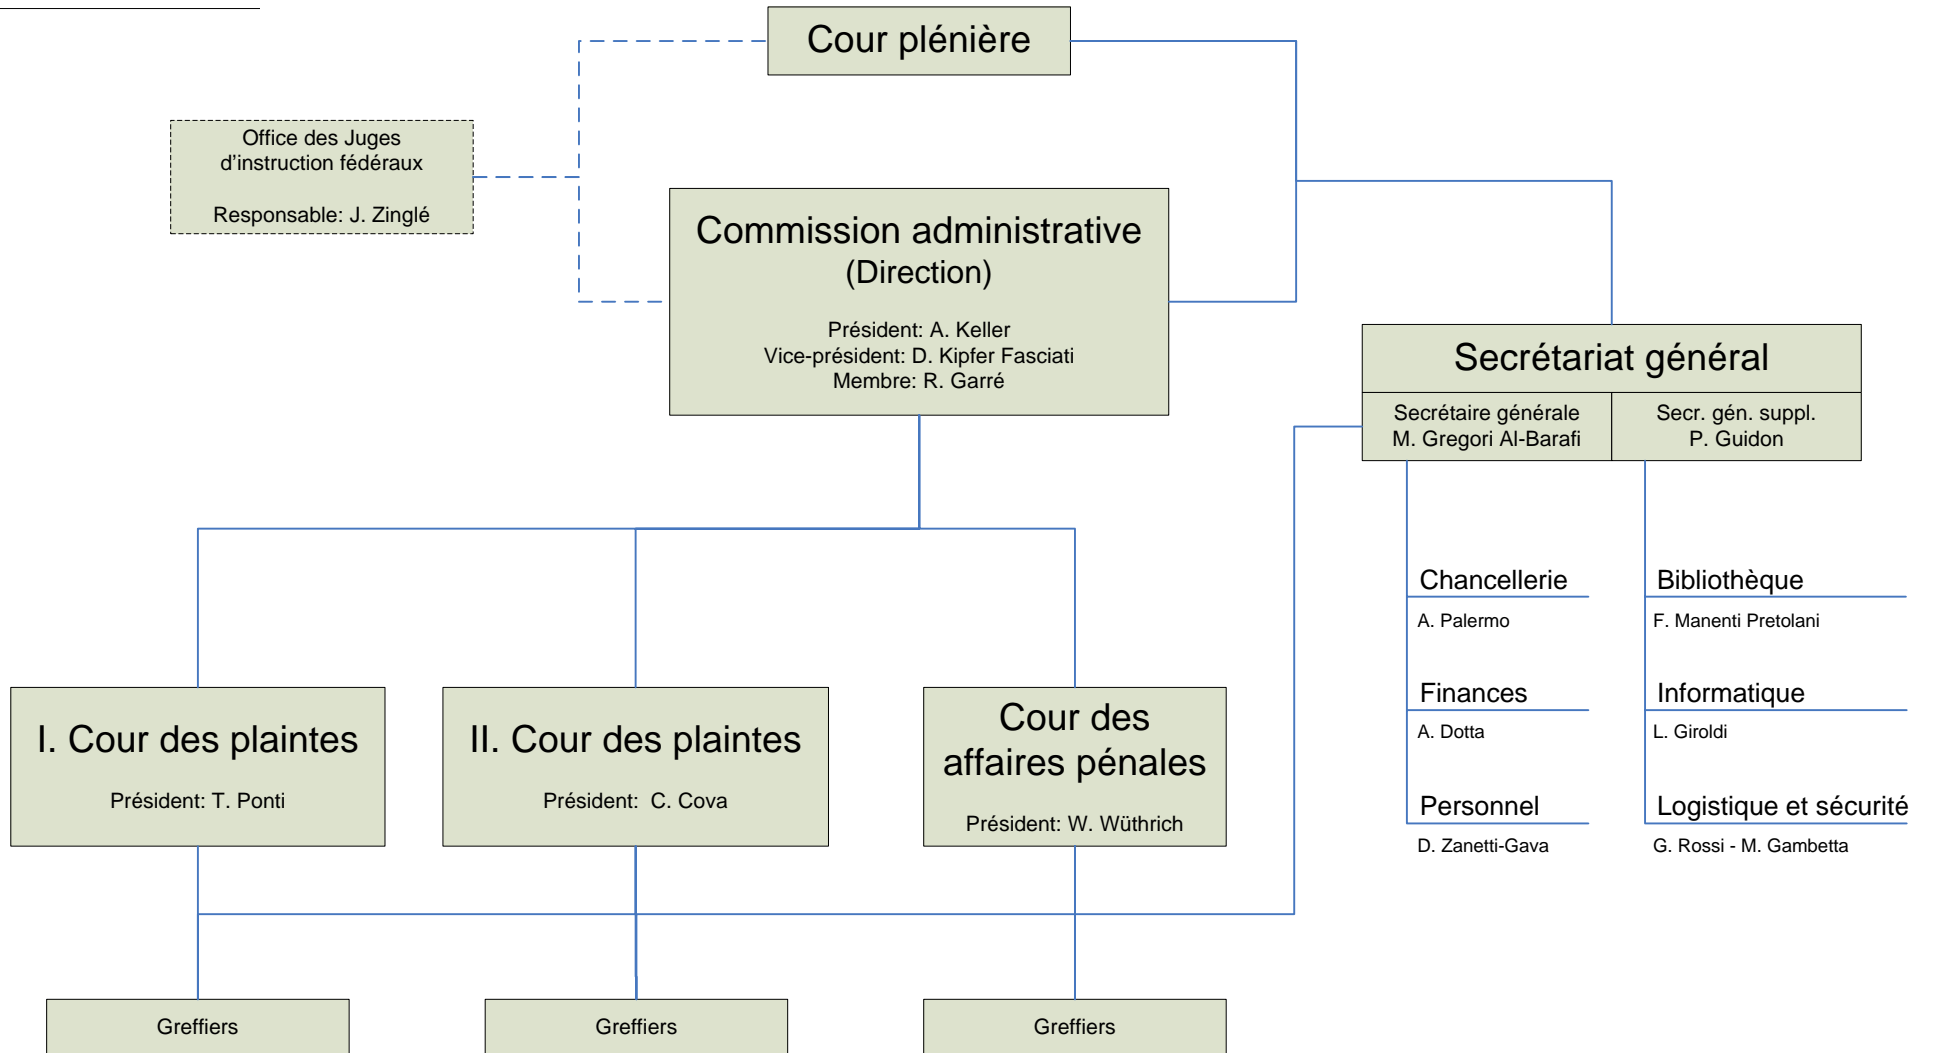 Cour plénière
Office des Juges
d'instruction fédéraux
Responsable: J. Zinglé
Commission administrative
(Direction)
Président: A. Keller
Vice-président: D. Kipfer Fasciati
Membre: R. Garré
Secrétariat général
Secrétaire générale
M. Gregori Al-Barafi
Secr. gén. suppl.
P. Guidon
Chancellerie
A. Palermo
Finances
A. Dotta
Personnel
D. Zanetti-Gava
Bibliothèque
F. Manenti Pretolani
Informatique
L. Giroldi
Logistique et sécurité
G. Rossi - M. Gambetta
I. Cour des plaintes
Président: T. Ponti
II. Cour des plaintes
Président:  C. Cova
Cour des
affaires pénales
Président: W. Wüthrich
Greffiers
Greffiers
Greffiers